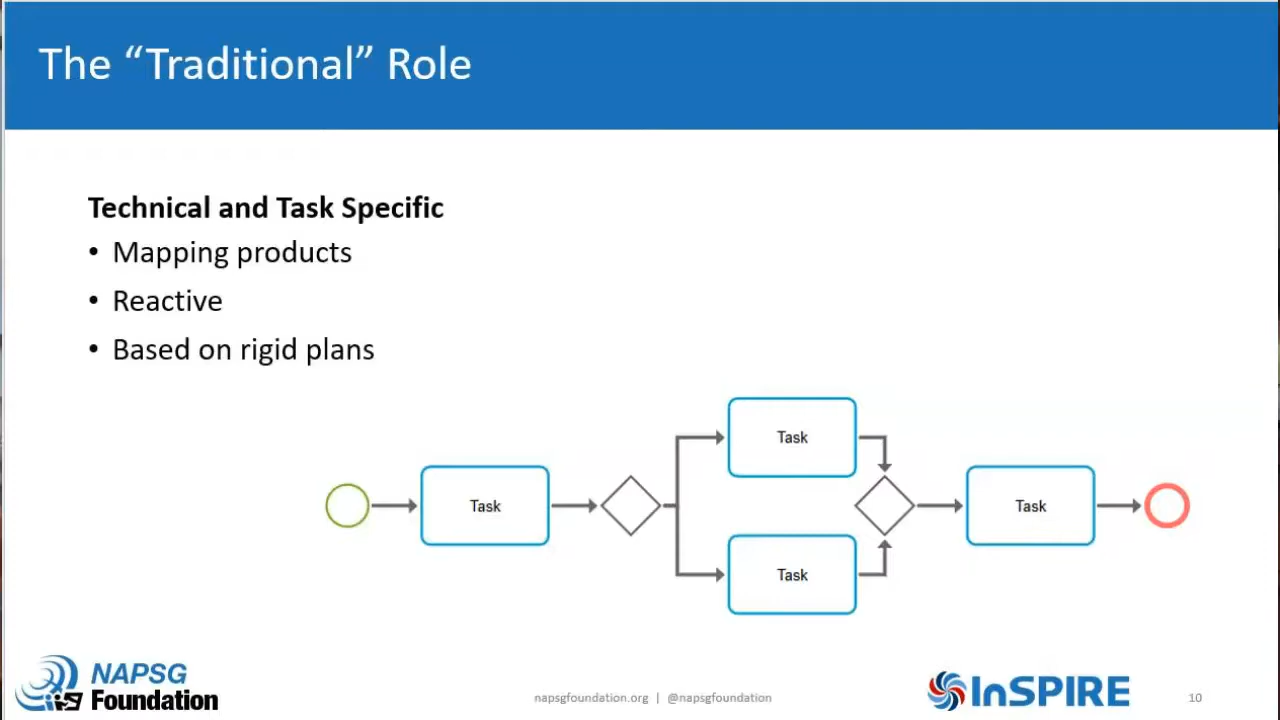 The “Traditional” Role
Technical and Task Specific
• Mapping products
• Reactive
• Based on rigid plans
Task
Task
Task
Task
NAPSG
Foundation
napsgfoundation.org | @napsgfoundation
InSPIRE
10